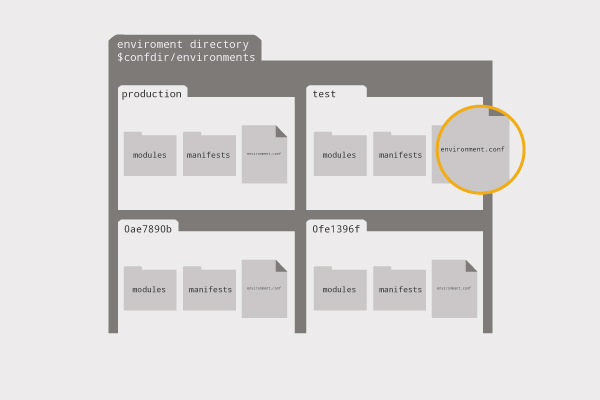 enviroment directory
$confdir/environments
production
test
modules
manifests
environment.conf
modules
manifests
environment.conf
0ae7890b
0fe1396f
modules
manifests
environment.conf
modules
manifests
environment.conf